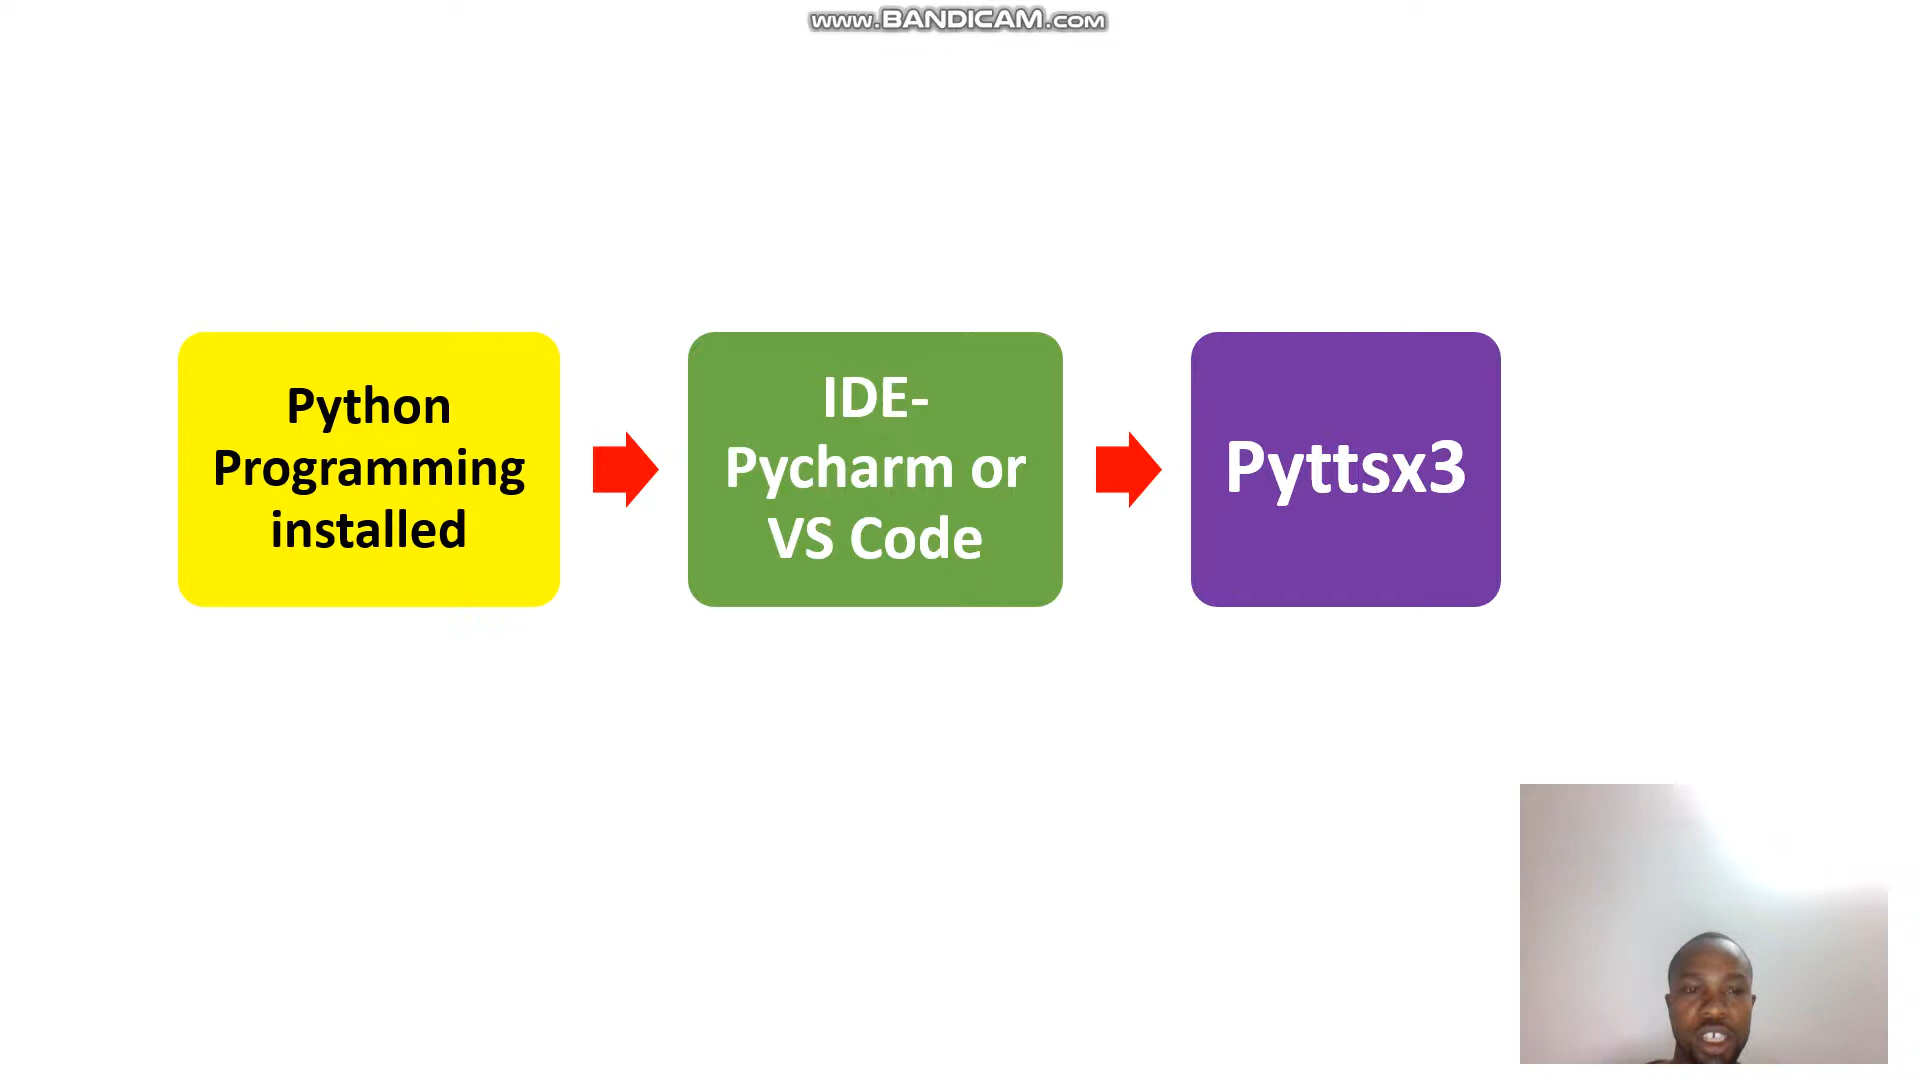 www.BANDICAM.com
Python
Programming
installed
IDE-
Pycharm or
VS Code
Pyttsx3